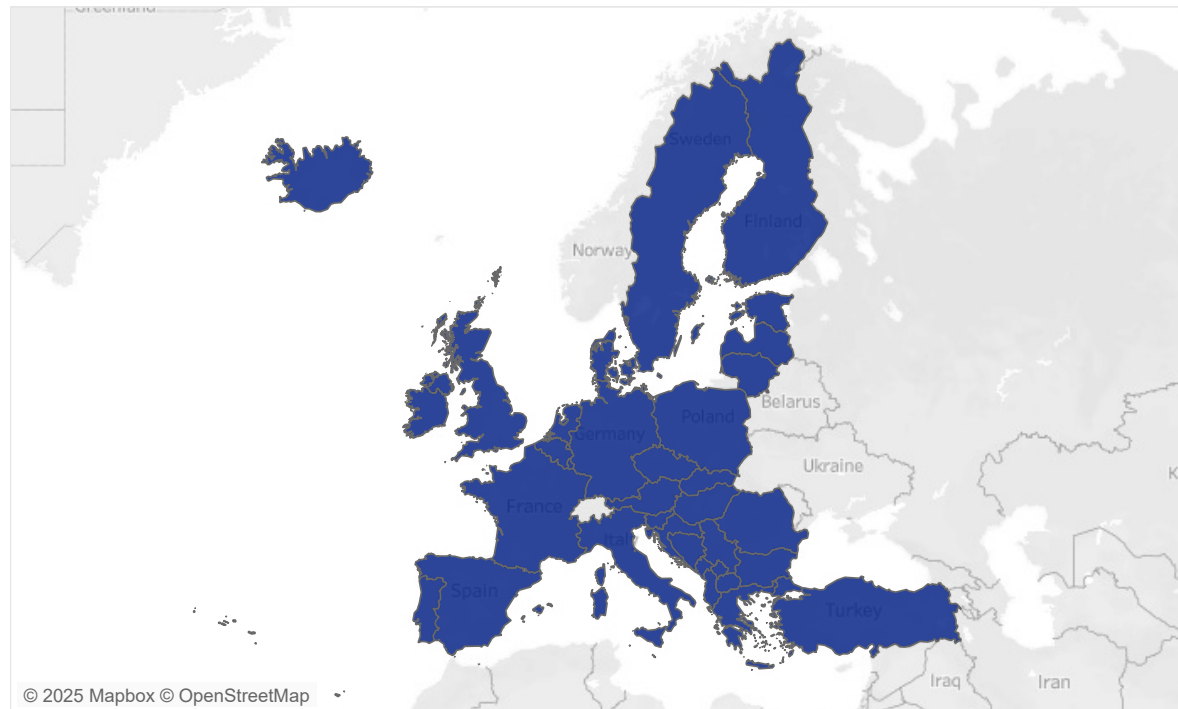 Greenland
Sweden
Finland
Norway
Belarus
Poland
Germany
Ukraine
France
Italy
Spain
Turkey
Iraq
Iran
© 2025 Mapbox © OpenStreetMap